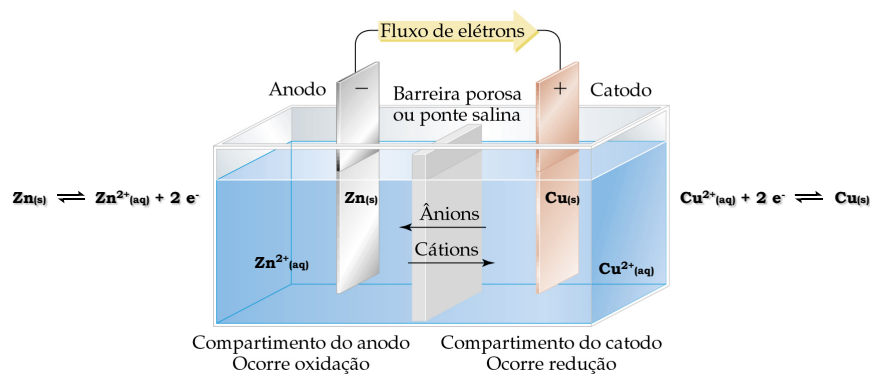 Fluxo de elétrons
Anodo
−
+
Catodo
Barreira porosa
ou ponte salina
Zn(s) ⇌ Zn²⁺(aq) + 2 e⁻
Zn(s)
Cu(s)
Cu²⁺(aq) + 2 e⁻ ⇌ Cu(s)
Ânions
Cátions
Zn²⁺(aq)
Cu²⁺(aq)
Compartimento do anodo
Ocorre oxidação
Compartimento do catodo
Ocorre redução